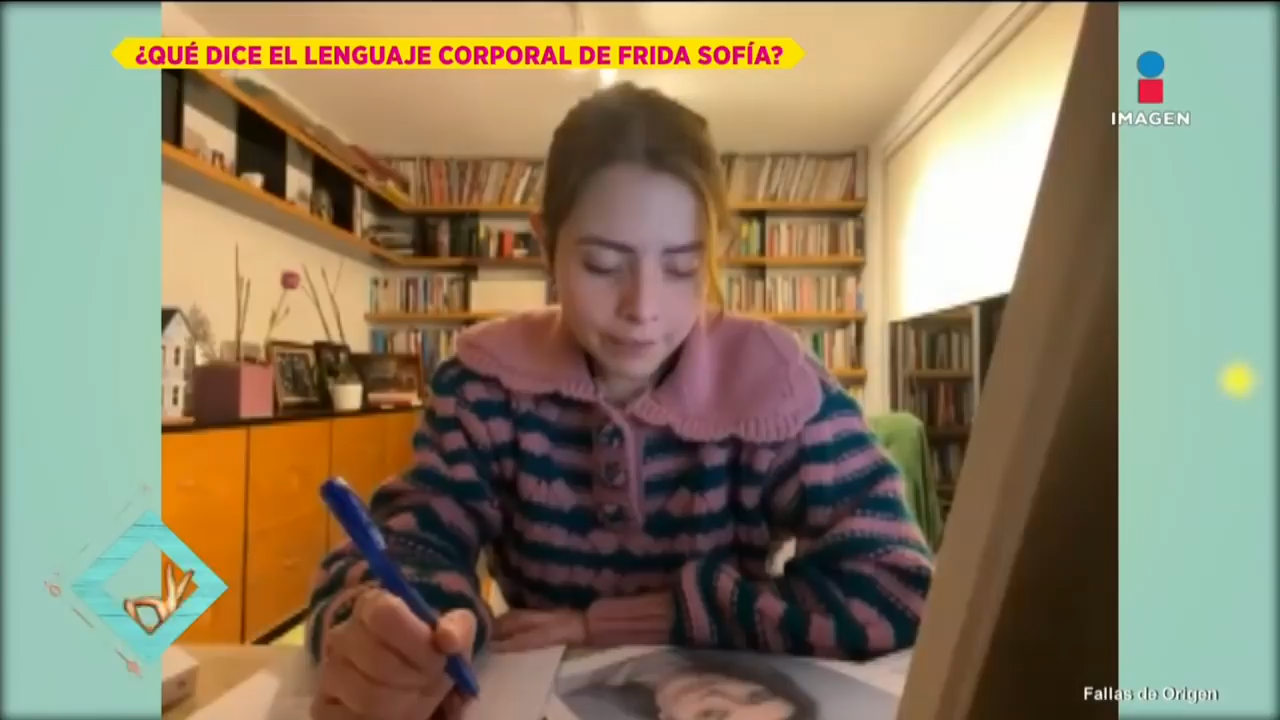 ¿QUÉ DICE EL LENGUAJE CORPORAL DE FRIDA SOFÍA?
IMAGEN
Fallas de Origen